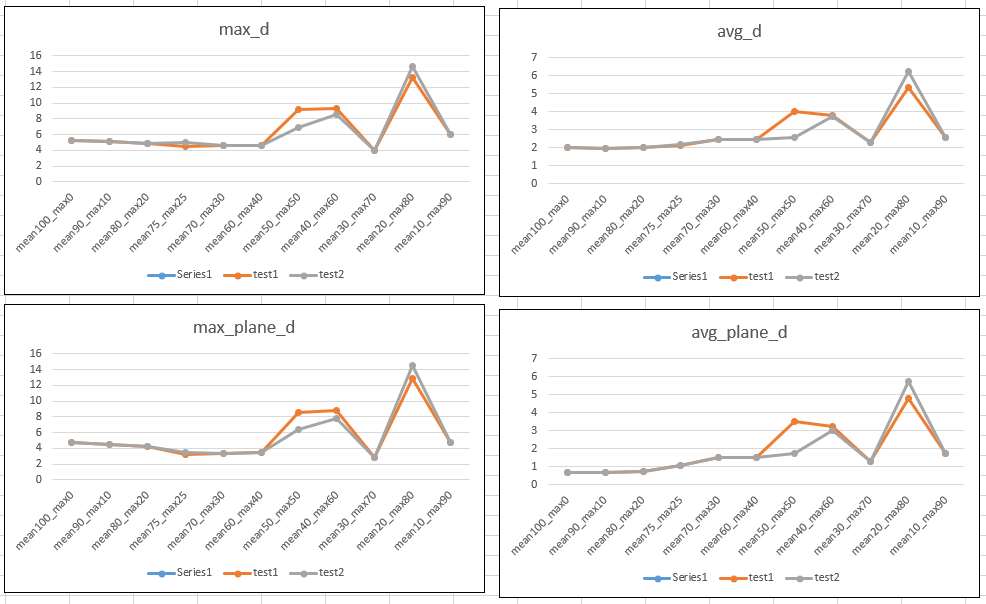 max_d
16
14
12
10
8
6
4
2
0
mean100_max0
mean90_max10
mean80_max20
mean75_max25
mean70_max30
mean60_max40
mean50_max50
mean40_max60
mean30_max70
mean20_max80
mean10_max90
Series1 test1 test2
avg_d
7
6
5
4
3
2
1
0
mean100_max0
mean90_max10
mean80_max20
mean75_max25
mean70_max30
mean60_max40
mean50_max50
mean40_max60
mean30_max70
mean20_max80
mean10_max90
Series1 test1 test2
max_plane_d
16
14
12
10
8
6
4
2
0
mean100_max0
mean90_max10
mean80_max20
mean75_max25
mean70_max30
mean60_max40
mean50_max50
mean40_max60
mean30_max70
mean20_max80
mean10_max90
Series1 test1 test2
avg_plane_d
7
6
5
4
3
2
1
0
mean100_max0
mean90_max10
mean80_max20
mean75_max25
mean70_max30
mean60_max40
mean50_max50
mean40_max60
mean30_max70
mean20_max80
mean10_max90
Series1 test1 test2